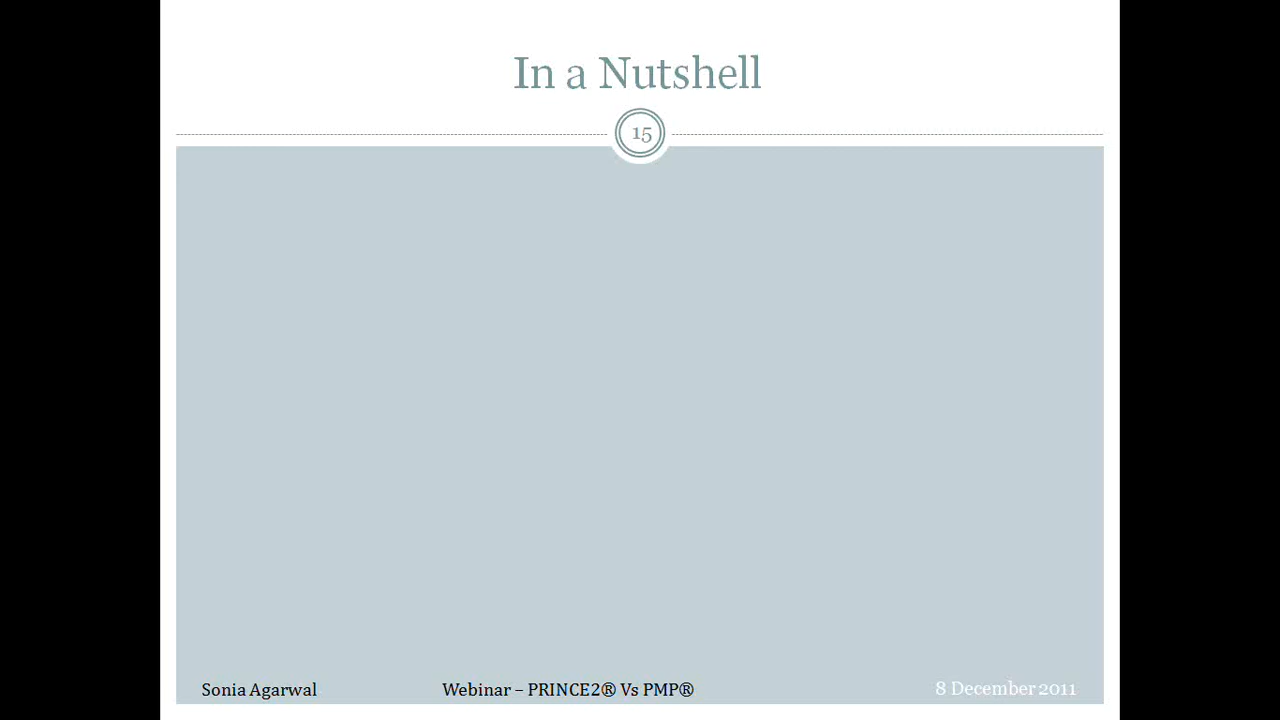 In a Nutshell
15
Sonia Agarwal
Webinar – PRINCE2® Vs PMP®
8 December 2011